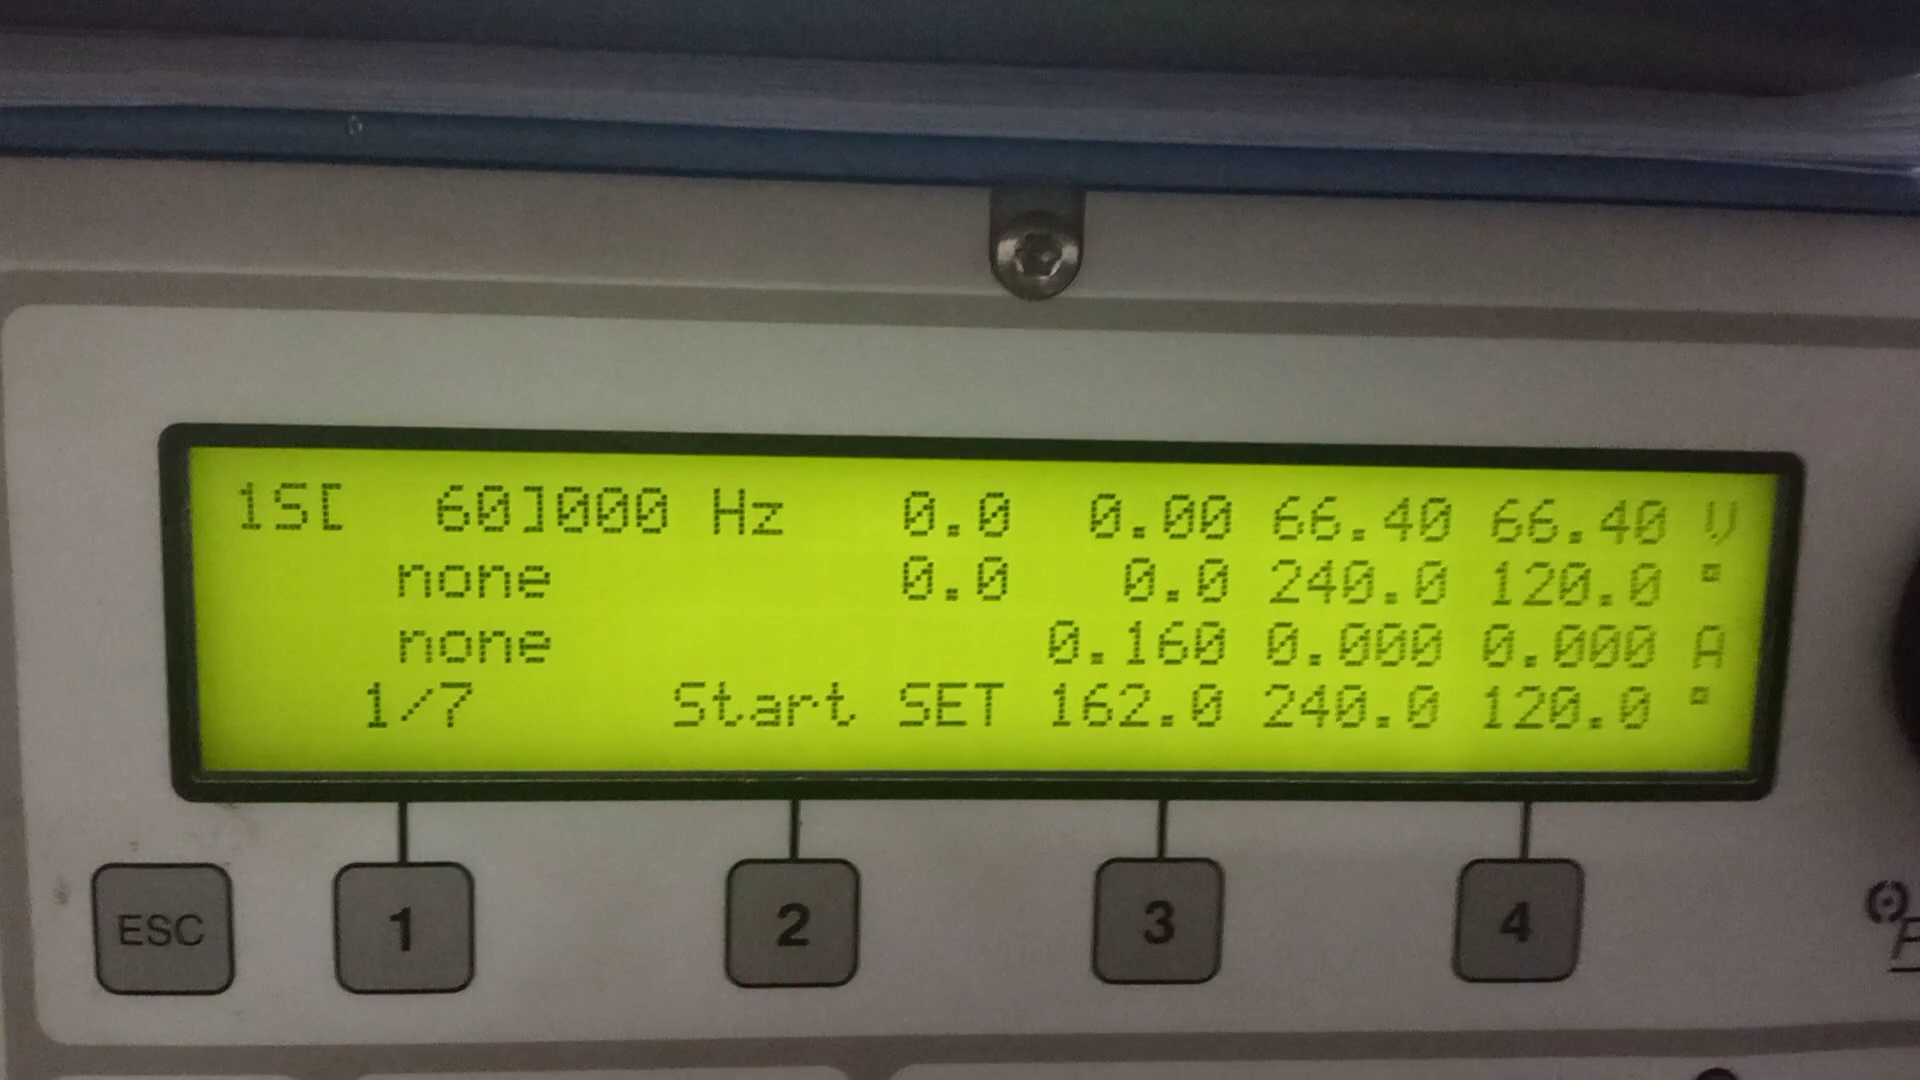 1S[ 60]000 Hz 0.0 0.00 66.40 66.40 V
none 0.0 0.0 240.0 120.0 °
none 0.160 0.000 0.000 A
1/7 Start SET 162.0 240.0 120.0 °
ESC 1 2 3 4